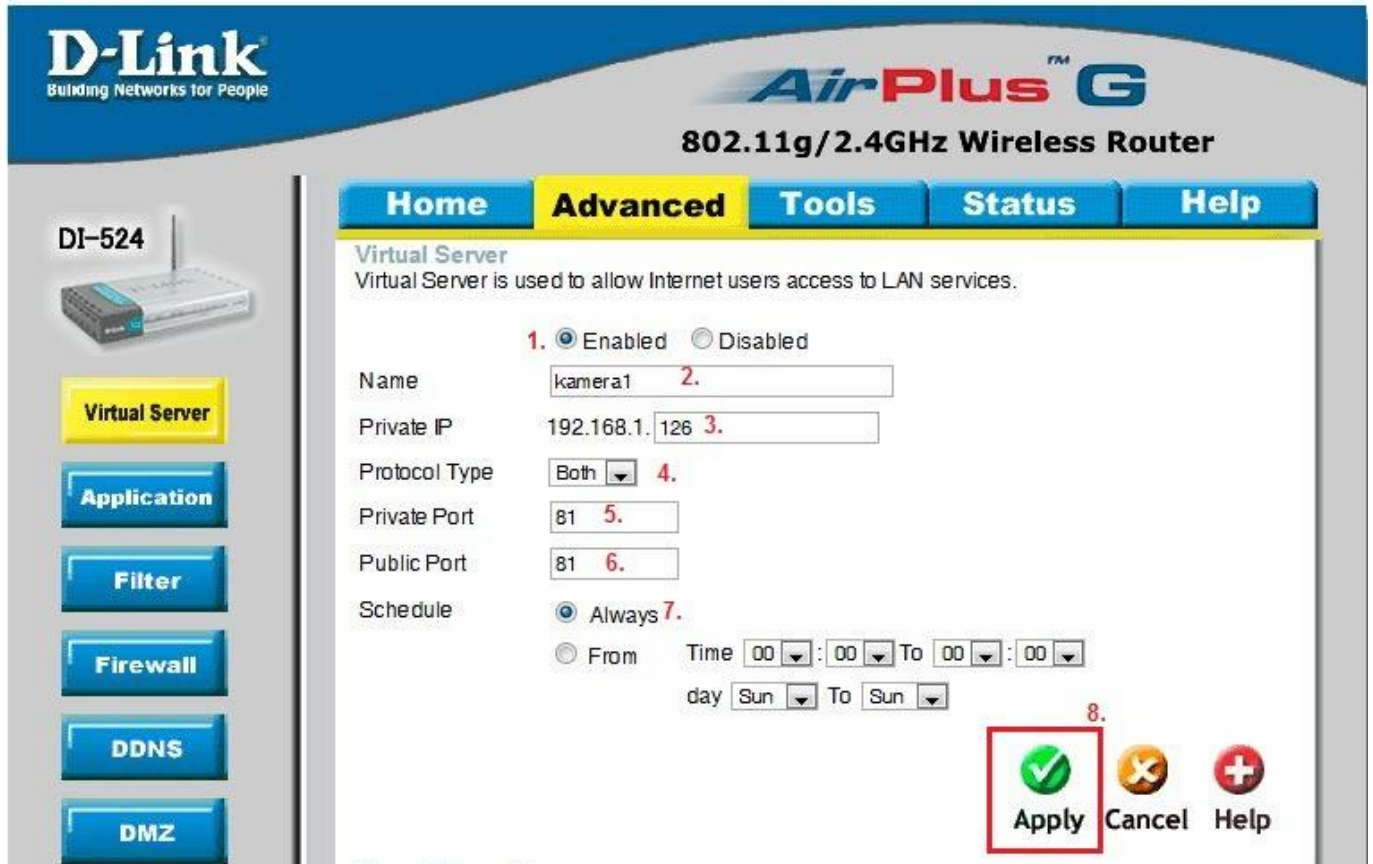 D-Link
Building Networks for People
AirPlus™ G
802.11g/2.4GHz Wireless Router
DI-524
Home Advanced Tools Status Help
Virtual Server
Virtual Server is used to allow Internet users access to LAN services.
1. Enabled Disabled
Name kamera1 2.
Private IP 192.168.1. 126 3.
Protocol Type Both 4.
Private Port 81 5.
Public Port 81 6.
Schedule Always 7.
From Time 00 : 00 To 00 : 00
day Sun To Sun
8.
Apply Cancel Help
Virtual Server
Application
Filter
Firewall
DDNS
DMZ